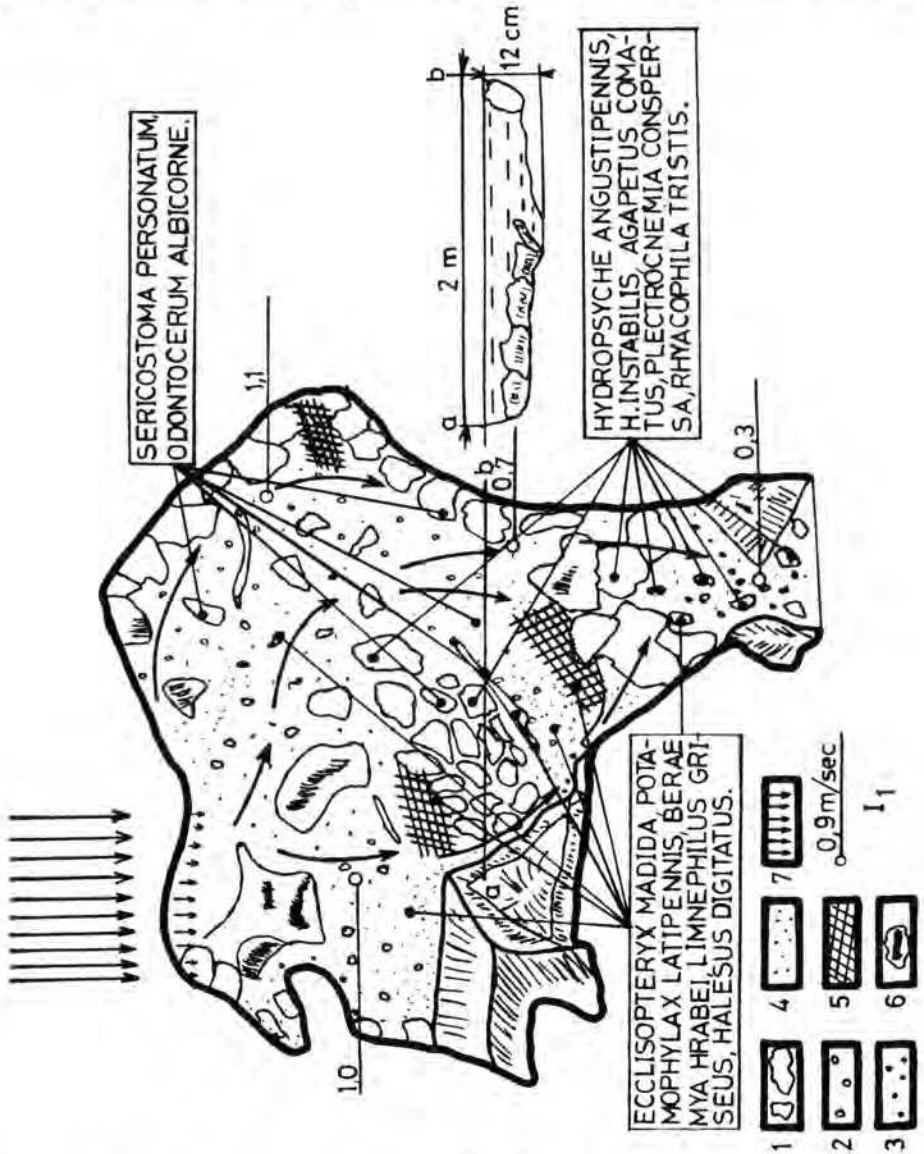 SERICOSTOMA PERSONATUM,
ODONTOCERUM ALBICORNE.
1,1
a
2 m
b
12 cm
b
0,7
HYDROPSYCHE ANGUSTIPENNIS,
H.INSTABILIS, AGAPETUS COMA-
TUS, PLECTROCNEMIA CONSPER-
SA, RHYACOPHILA TRISTIS.
0,3
1,0
a
ECCLISOPTERYX MADIDA, POTA-
MOPHYLAX LATIPENNIS, BERAE
MYA HRABEI, LIMNEPHILUS GRI-
SEUS, HALESUS DIGITATUS.
1
4
7
2
5
0,9m/sec
3
6
I1